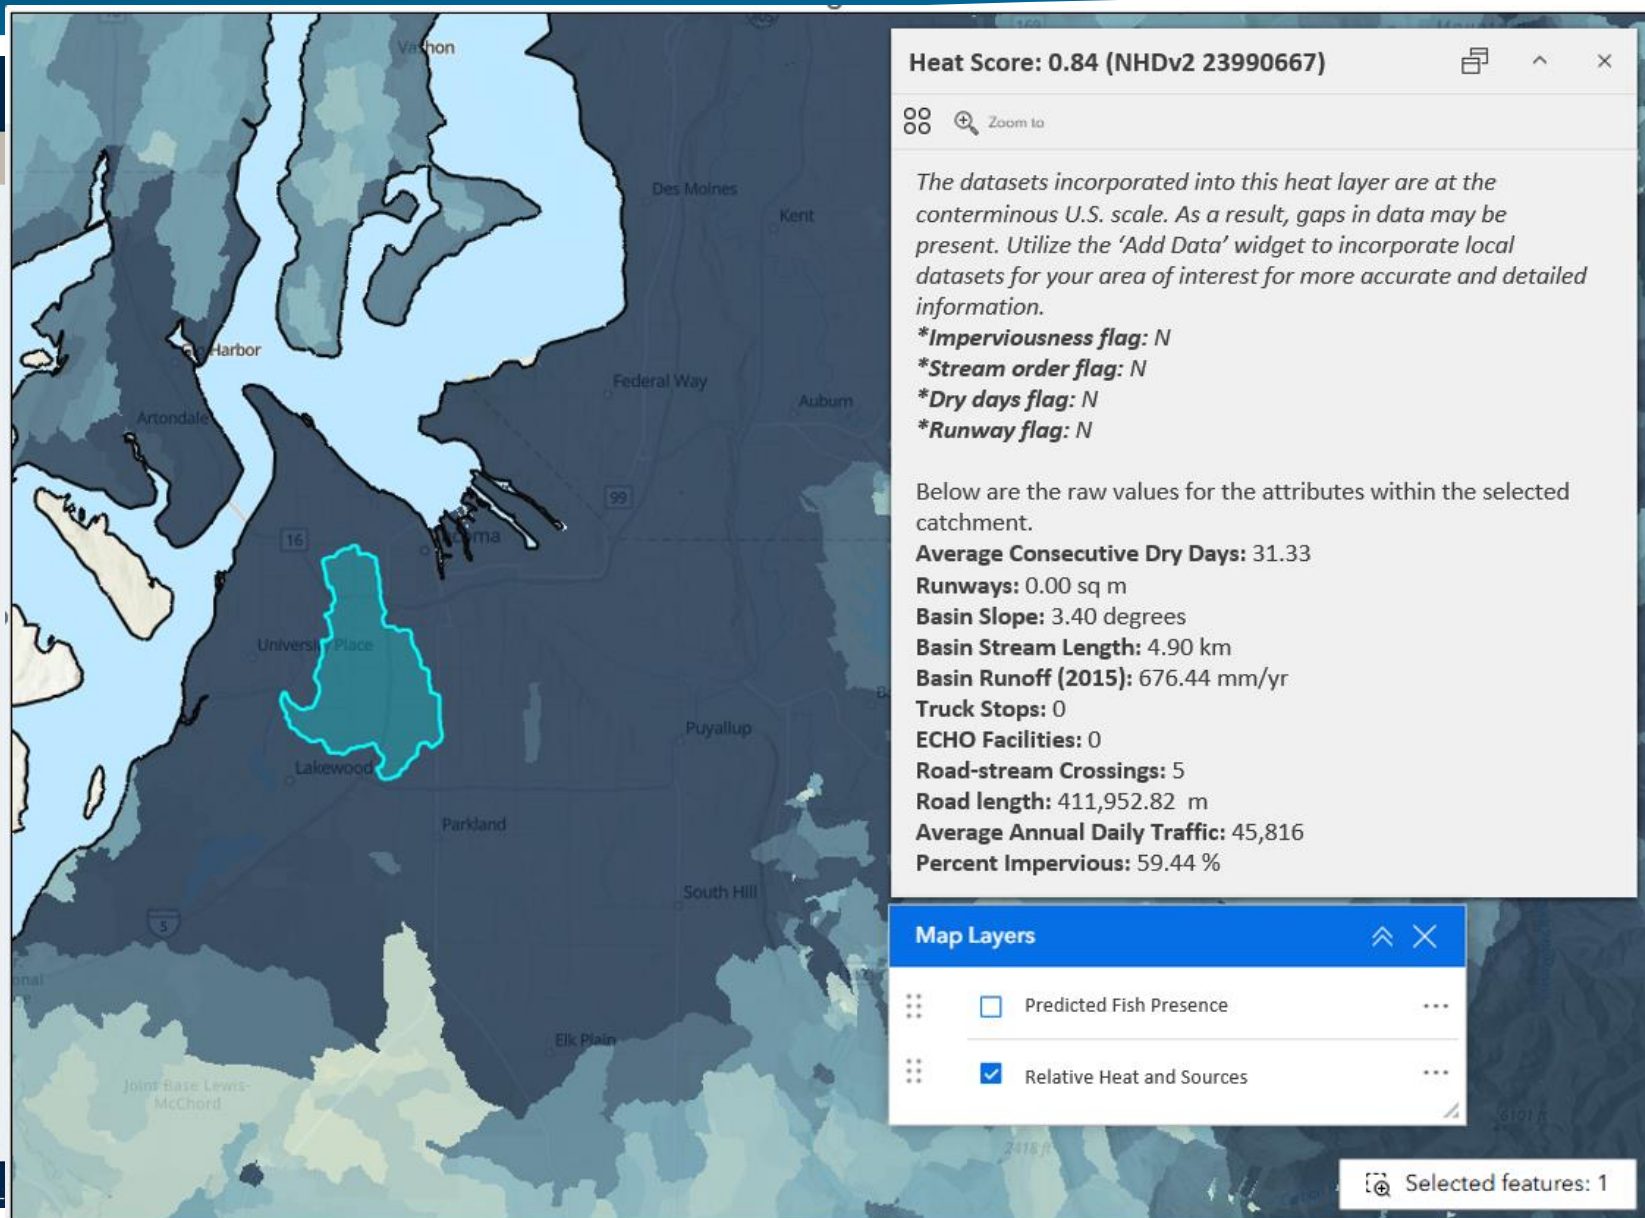 Vashon
169
Des Moines
Kent
Harbor
Federal Way
Artondale
Auburn
99
16
University Place
Puyallup
Lakewood
Parkland
South Hill
5
Elk Plain
Joint Base Lewis-
McChord
2418 ft
6101 ft
Heat Score: 0.84 (NHDv2 23990667)
Zoom to
The datasets incorporated into this heat layer are at the
conterminous U.S. scale. As a result, gaps in data may be
present. Utilize the ‘Add Data’ widget to incorporate local
datasets for your area of interest for more accurate and detailed
information.
*Imperviousness flag: N
*Stream order flag: N
*Dry days flag: N
*Runway flag: N
Below are the raw values for the attributes within the selected
catchment.
Average Consecutive Dry Days: 31.33
Runways: 0.00 sq m
Basin Slope: 3.40 degrees
Basin Stream Length: 4.90 km
Basin Runoff (2015): 676.44 mm/yr
Truck Stops: 0
ECHO Facilities: 0
Road-stream Crossings: 5
Road length: 411,952.82 m
Average Annual Daily Traffic: 45,816
Percent Impervious: 59.44 %
Map Layers
Predicted Fish Presence
Relative Heat and Sources
Selected features: 1